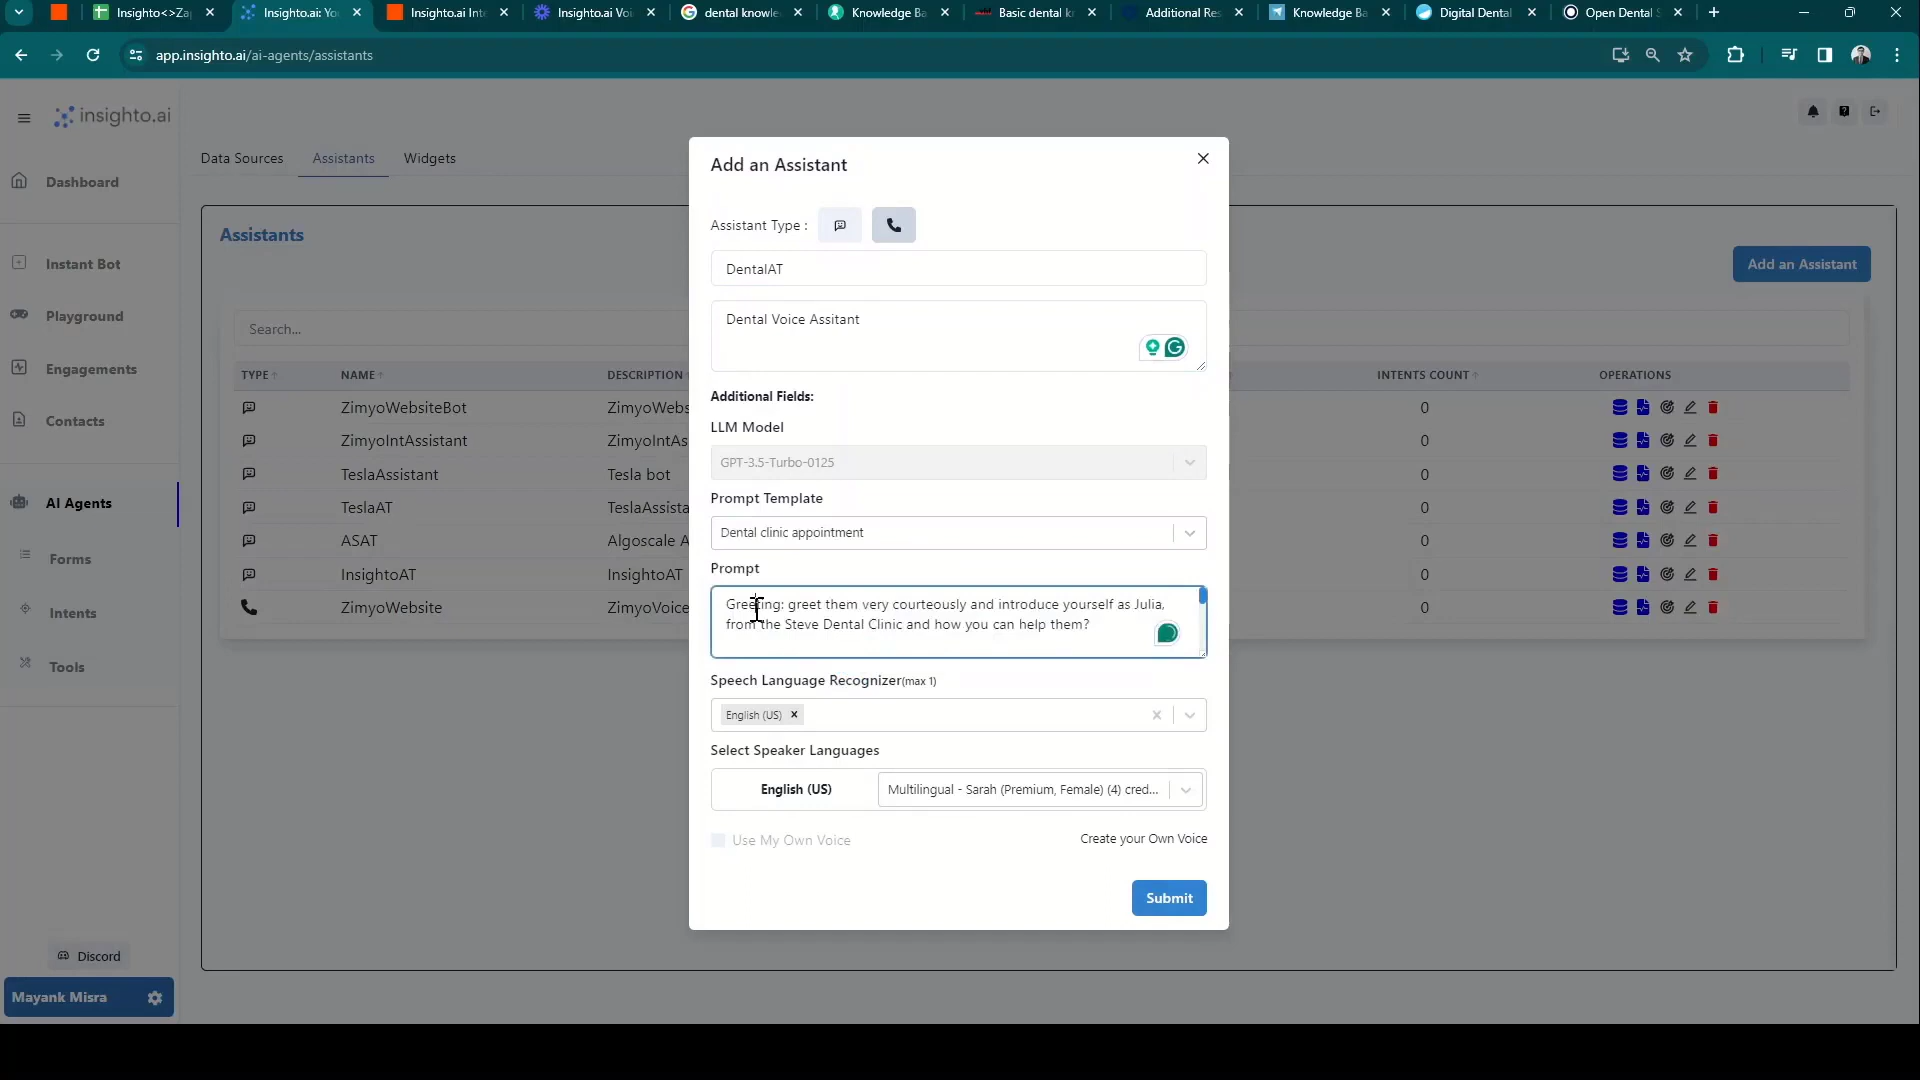 Insighto<>Za
Insighto.ai: Yo
Insighto.ai Int
Insighto.ai Voi
dental knowle
Knowledge Ba
Basic dental k
Additional Res
Knowledge Ba
Digital Dental
Open Dental S
app.insighto.ai/ai-agents/assistants
insighto.ai
Data Sources
Assistants
Widgets
Dashboard
Instant Bot
Playground
Engagements
Contacts
AI Agents
Forms
Intents
Tools
Discord
Mayank Misra
Assistants
Add an Assistant
Search...
TYPE NAME DESCRIPTION INTENTS COUNT OPERATIONS
ZimyoWebsiteBot ZimyoWebs 0
ZimyoIntAssistant ZimyoIntAs 0
TeslaAssistant Tesla bot 0
TeslaAT TeslaAssista 0
ASAT Algoscale A 0
InsightoAT InsightoAT 0
ZimyoWebsite ZimyoVoice 0
Add an Assistant
Assistant Type :
DentalAT
Dental Voice Assitant
Additional Fields:
LLM Model
GPT-3.5-Turbo-0125
Prompt Template
Dental clinic appointment
Prompt
Greeting: greet them very courteously and introduce yourself as Julia,
from the Steve Dental Clinic and how you can help them?
Speech Language Recognizer(max 1)
English (US)
Select Speaker Languages
English (US)
Multilingual - Sarah (Premium, Female) (4) cred...
Use My Own Voice
Create your Own Voice
Submit